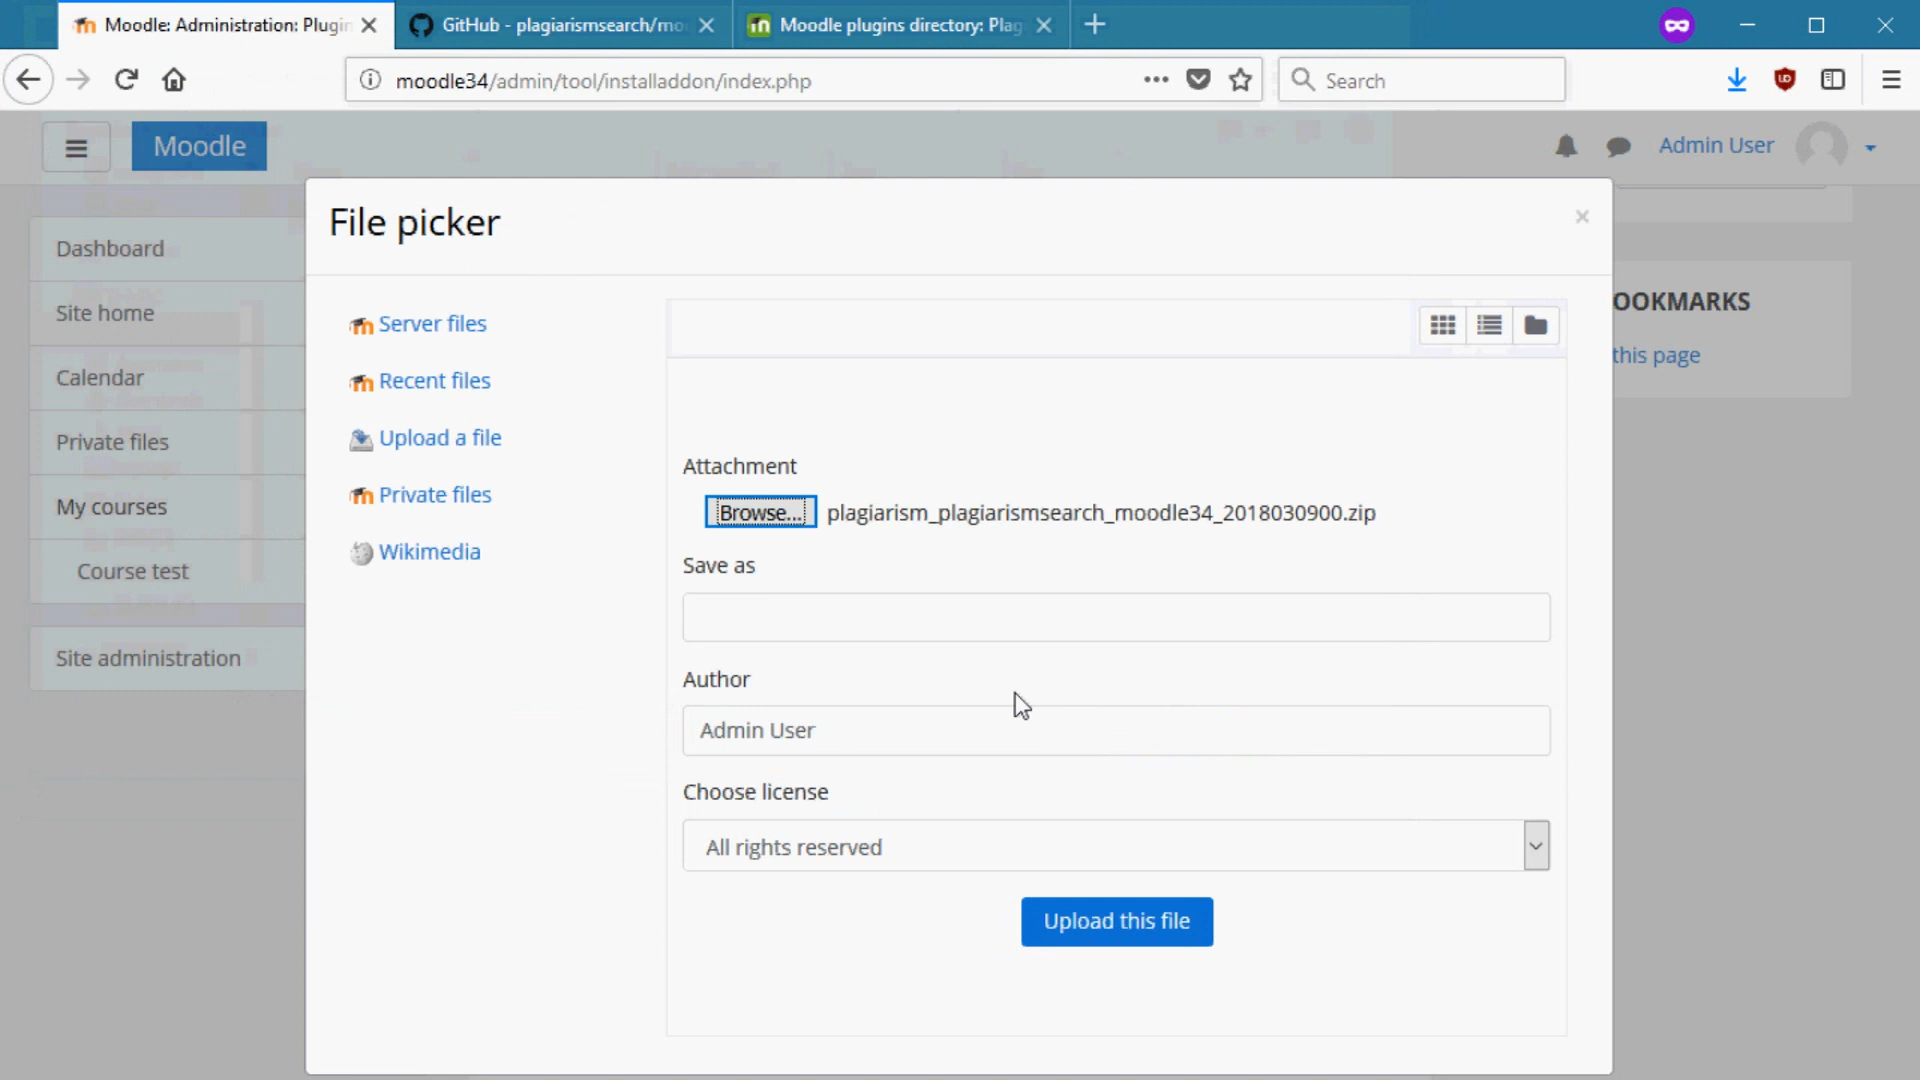 Moodle: Administration: Plugin
GitHub - plagiarismsearch/mo
Moodle plugins directory: Plag
moodle34/admin/tool/installaddon/index.php
Search
Moodle
Admin User
File picker
Dashboard
Site home
Calendar
Private files
My courses
Course test
Site administration
Server files
Recent files
Upload a file
Private files
Wikimedia
Attachment
Browse... plagiarism_plagiarismsearch_moodle34_2018030900.zip
Save as
Author
Admin User
Choose license
All rights reserved
Upload this file
OOKMARKS
this page